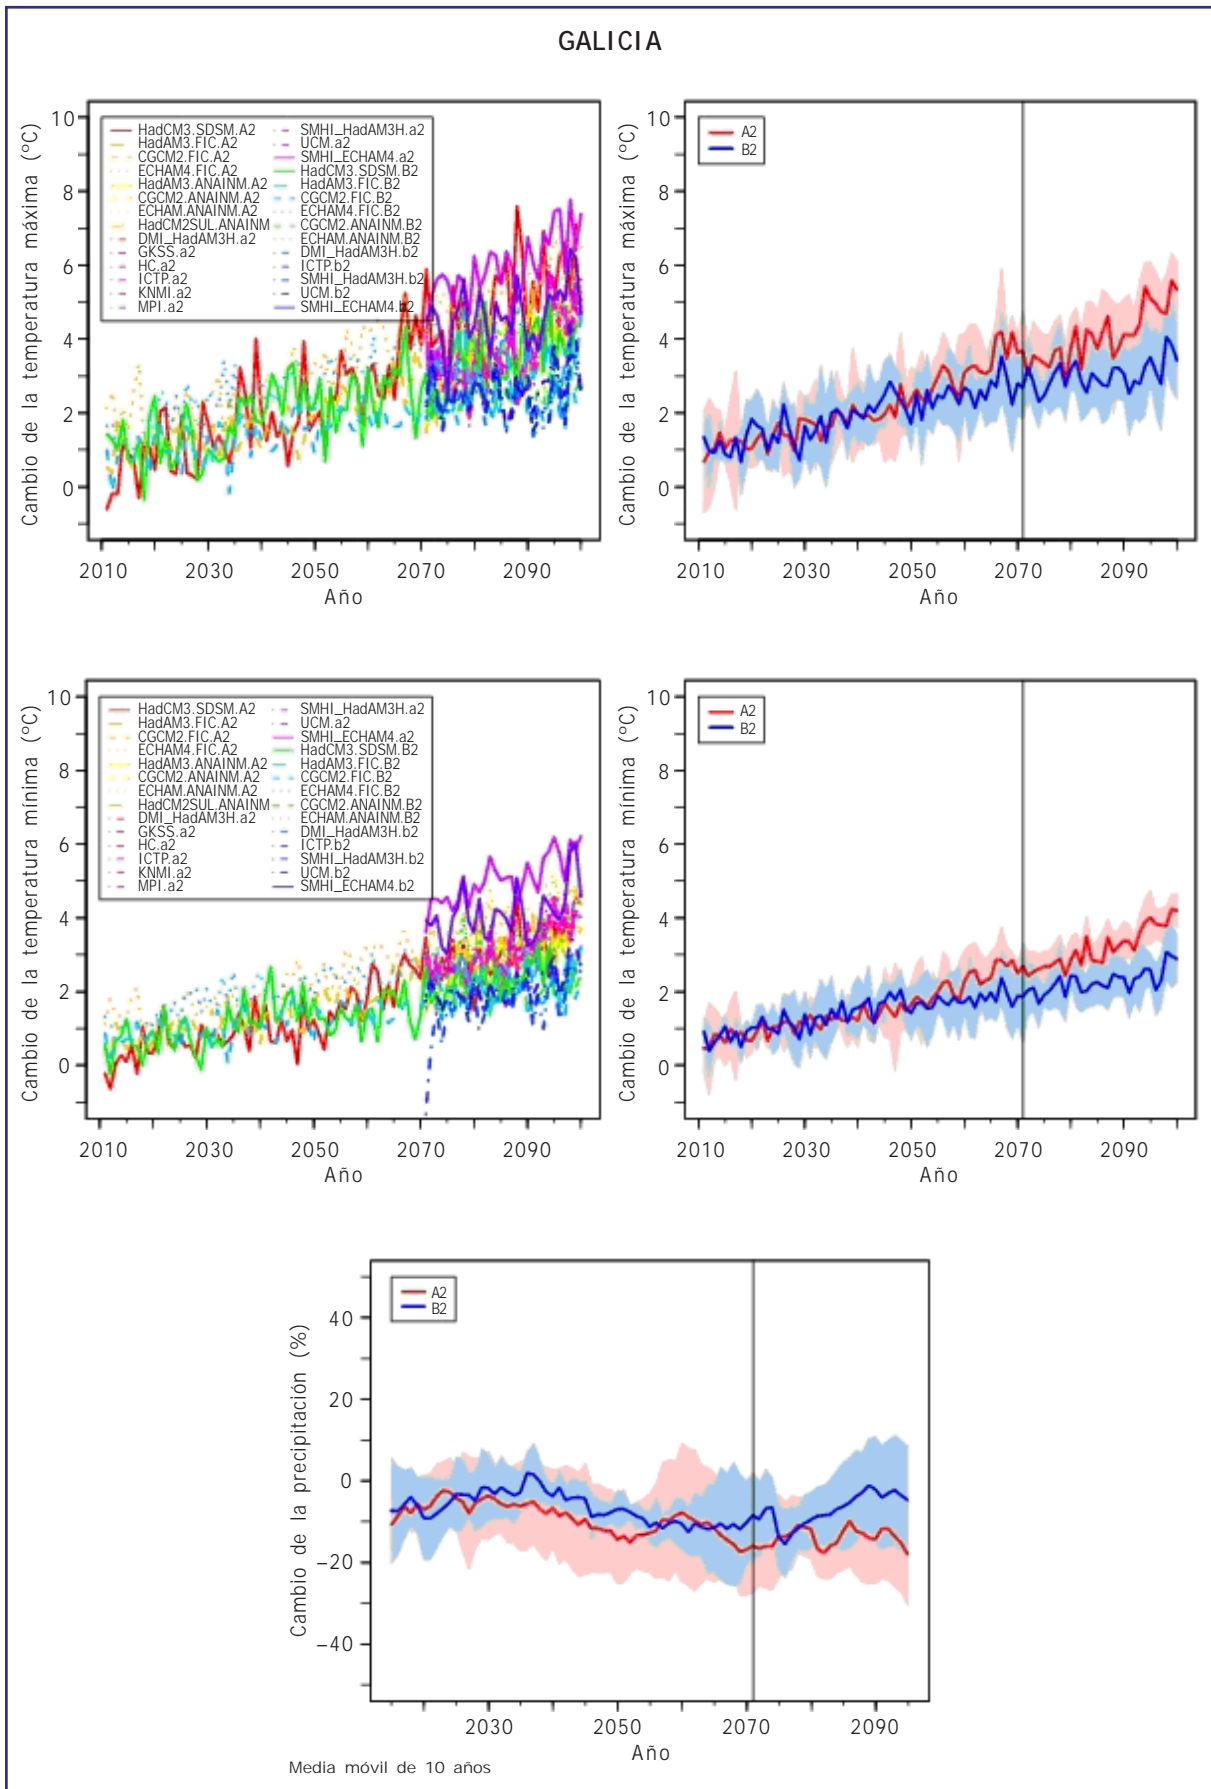 GALICIA
Cambio de la temperatura máxima (°C)
10
8
6
4
2
0
HadCM3.SDSM.A2
HadAM3.FIC.A2
CGCM2.FIC.A2
ECHAM4.FIC.A2
HadAM3.ANAINM.A2
CGCM2.ANAINM.A2
ECHAM.ANAINM.A2
HadCM2SUL.ANAINM
DMI_HadAM3H.a2
GKSS.a2
HC.a2
ICTP.a2
KNMI.a2
MPI.a2
SMHI_HadAM3H.a2
UCM.a2
SMHI_ECHAM4.a2
HadCM3.SDSM.B2
HadAM3.FIC.B2
CGCM2.FIC.B2
ECHAM4.FIC.B2
CGCM2.ANAINM.B2
ECHAM.ANAINM.B2
DMI_HadAM3H.b2
ICTP.b2
SMHI_HadAM3H.b2
UCM.b2
SMHI_ECHAM4.b2
2010 2030 2050 2070 2090
Año
Cambio de la temperatura máxima (°C)
10
8
6
4
2
0
A2
B2
2010 2030 2050 2070 2090
Año
Cambio de la temperatura mínima (°C)
10
8
6
4
2
0
HadCM3.SDSM.A2
HadAM3.FIC.A2
CGCM2.FIC.A2
ECHAM4.FIC.A2
HadAM3.ANAINM.A2
CGCM2.ANAINM.A2
ECHAM.ANAINM.A2
HadCM2SUL.ANAINM
DMI_HadAM3H.a2
GKSS.a2
HC.a2
ICTP.a2
KNMI.a2
MPI.a2
SMHI_HadAM3H.a2
UCM.a2
SMHI_ECHAM4.a2
HadCM3.SDSM.B2
HadAM3.FIC.B2
CGCM2.FIC.B2
ECHAM4.FIC.B2
CGCM2.ANAINM.B2
ECHAM.ANAINM.B2
DMI_HadAM3H.b2
ICTP.b2
SMHI_HadAM3H.b2
UCM.b2
SMHI_ECHAM4.b2
2010 2030 2050 2070 2090
Año
Cambio de la temperatura mínima (°C)
10
8
6
4
2
0
A2
B2
2010 2030 2050 2070 2090
Año
Cambio de la precipitación (%)
40
20
0
−20
−40
A2
B2
2030 2050 2070 2090
Año
Media móvil de 10 años